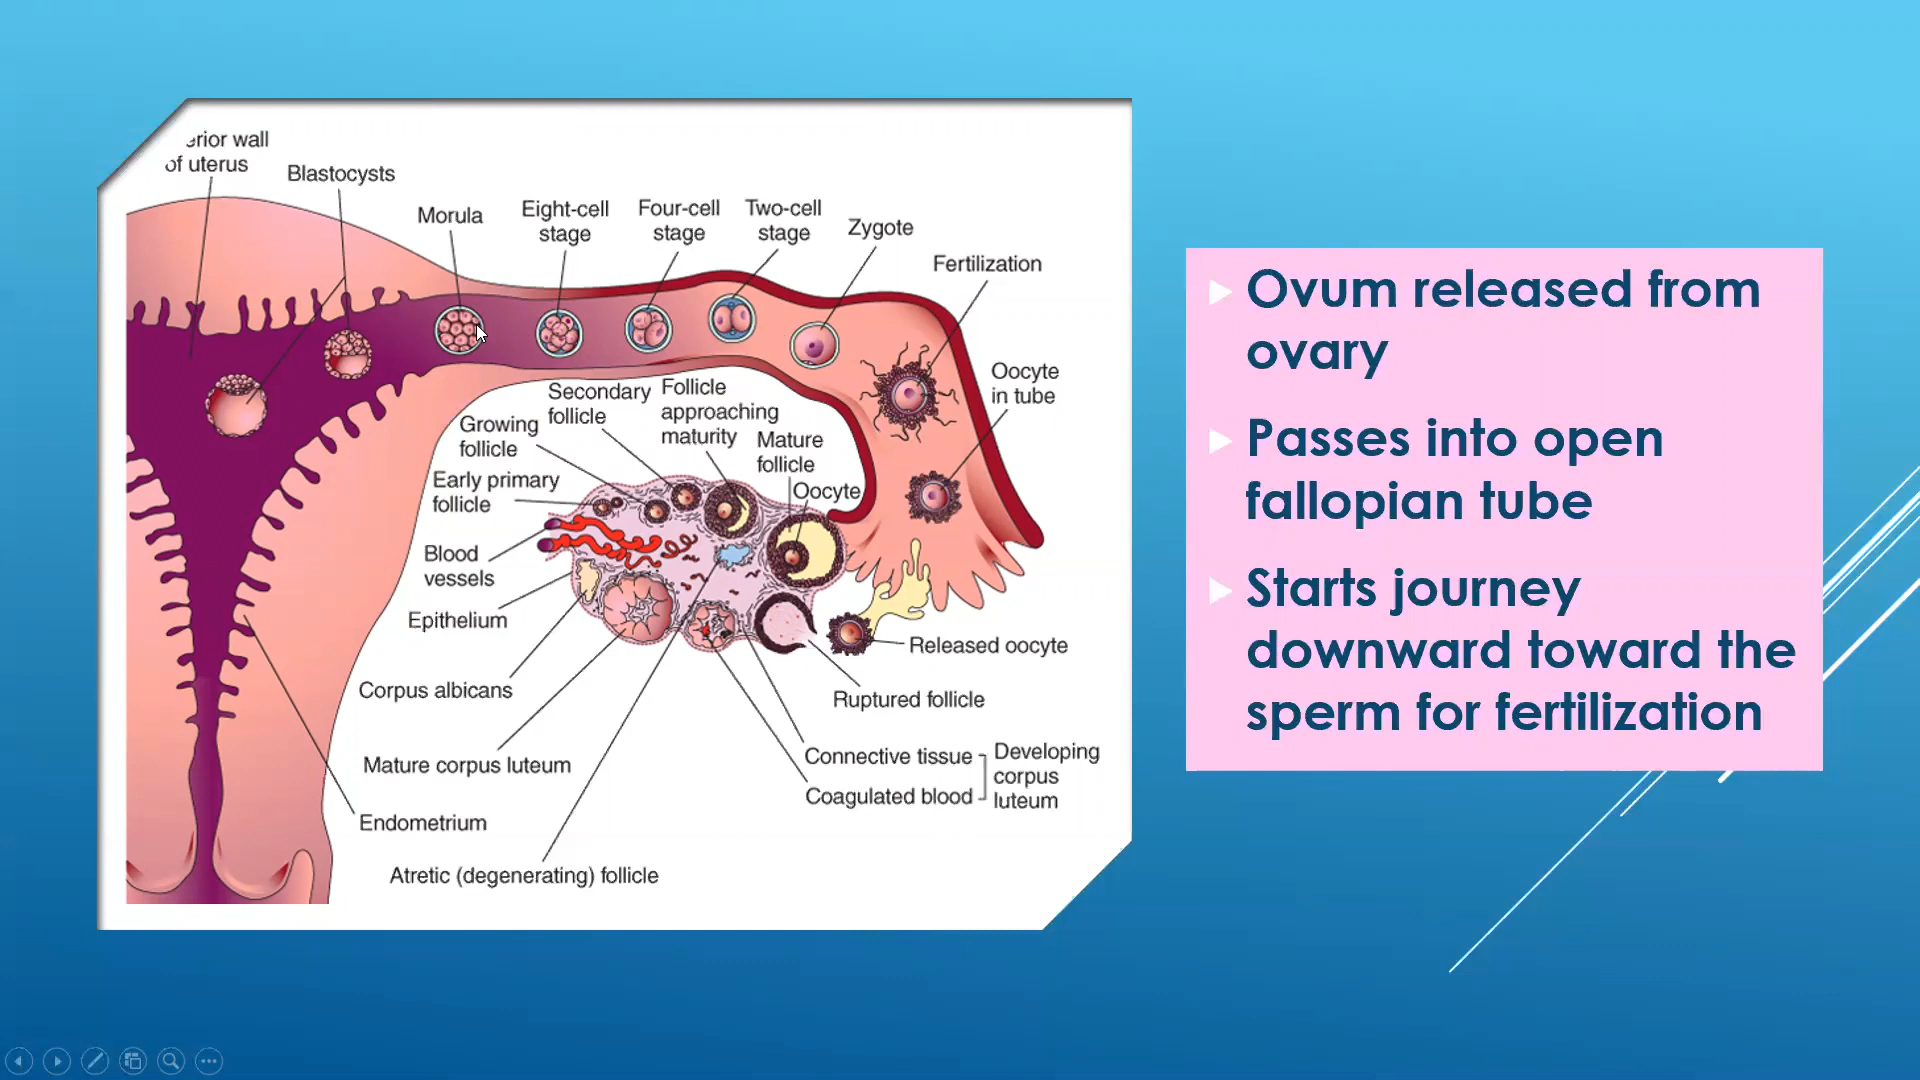 erior wall
of uterus
Blastocysts
Morula
Eight-cell
stage
Four-cell
stage
Two-cell
stage
Zygote
Fertilization
Oocyte
in tube
Secondary
follicle
Follicle
approaching
maturity
Growing
follicle
Mature
follicle
Early primary
follicle
Oocyte
Blood
vessels
Epithelium
Released oocyte
Corpus albicans
Ruptured follicle
Mature corpus luteum
Connective tissue
Coagulated blood
Developing
corpus
luteum
Endometrium
Atretic (degenerating) follicle
Ovum released from
ovary
Passes into open
fallopian tube
Starts journey
downward toward the
sperm for fertilization